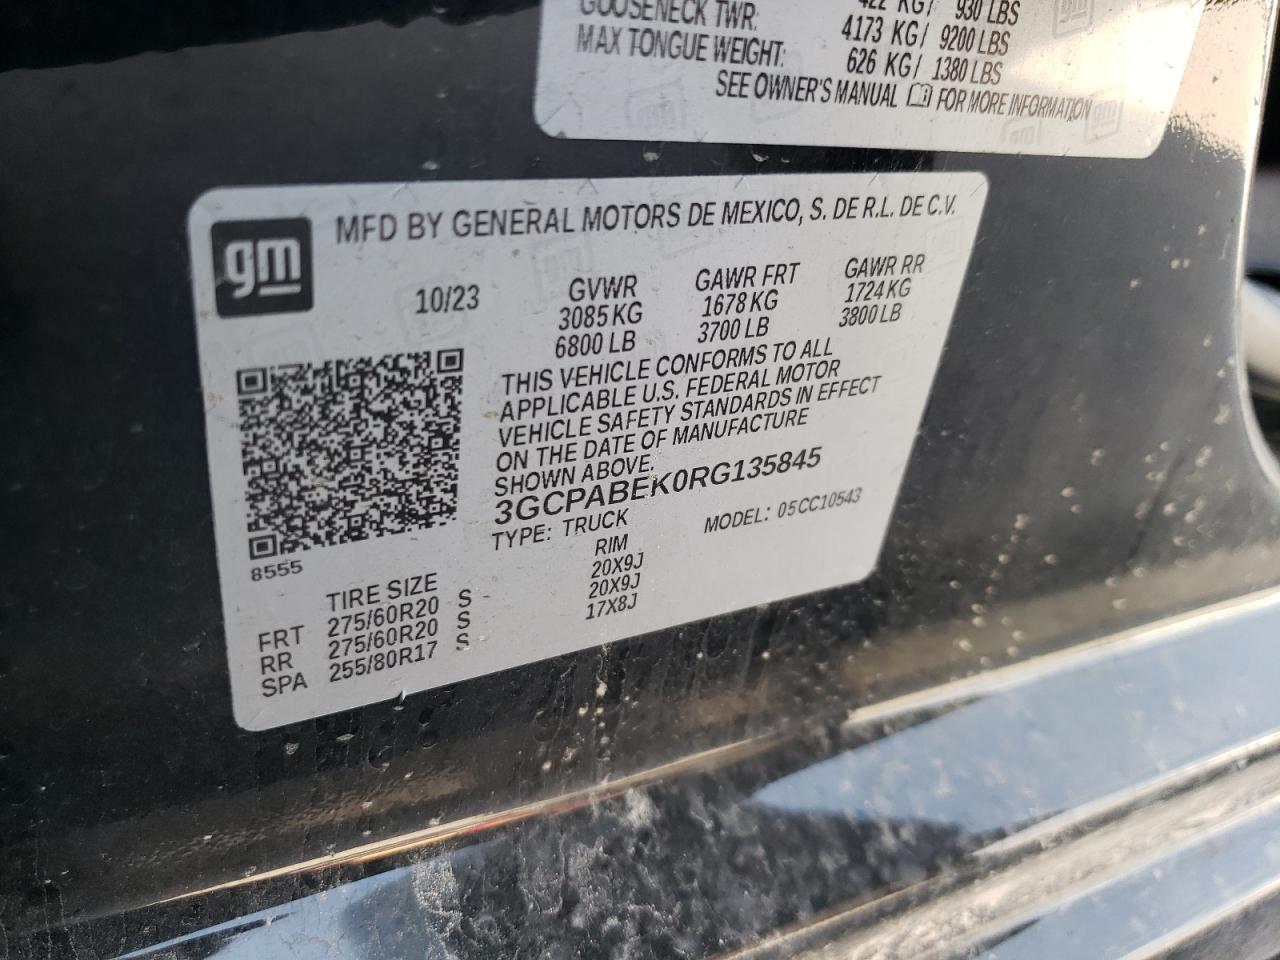 422 KG/ 930 LBS
GOOSENECK TWR: 4173 KG/ 9200 LBS
MAX TONGUE WEIGHT: 626 KG/ 1380 LBS
SEE OWNER'S MANUAL FOR MORE INFORMATION
gm
MFD BY GENERAL MOTORS DE MEXICO, S. DE R.L. DE C.V.
10/23 GVWR GAWR FRT GAWR RR
3085 KG 1678 KG 1724 KG
6800 LB 3700 LB 3800 LB
THIS VEHICLE CONFORMS TO ALL
APPLICABLE U.S. FEDERAL MOTOR
VEHICLE SAFETY STANDARDS IN EFFECT
ON THE DATE OF MANUFACTURE
SHOWN ABOVE.
3GCPABEK0RG135845
TYPE: TRUCK MODEL: 05CC10543
8555
TIRE SIZE RIM
FRT 275/60R20 S 20X9J
RR 275/60R20 S 20X9J
SPA 255/80R17 S 17X8J